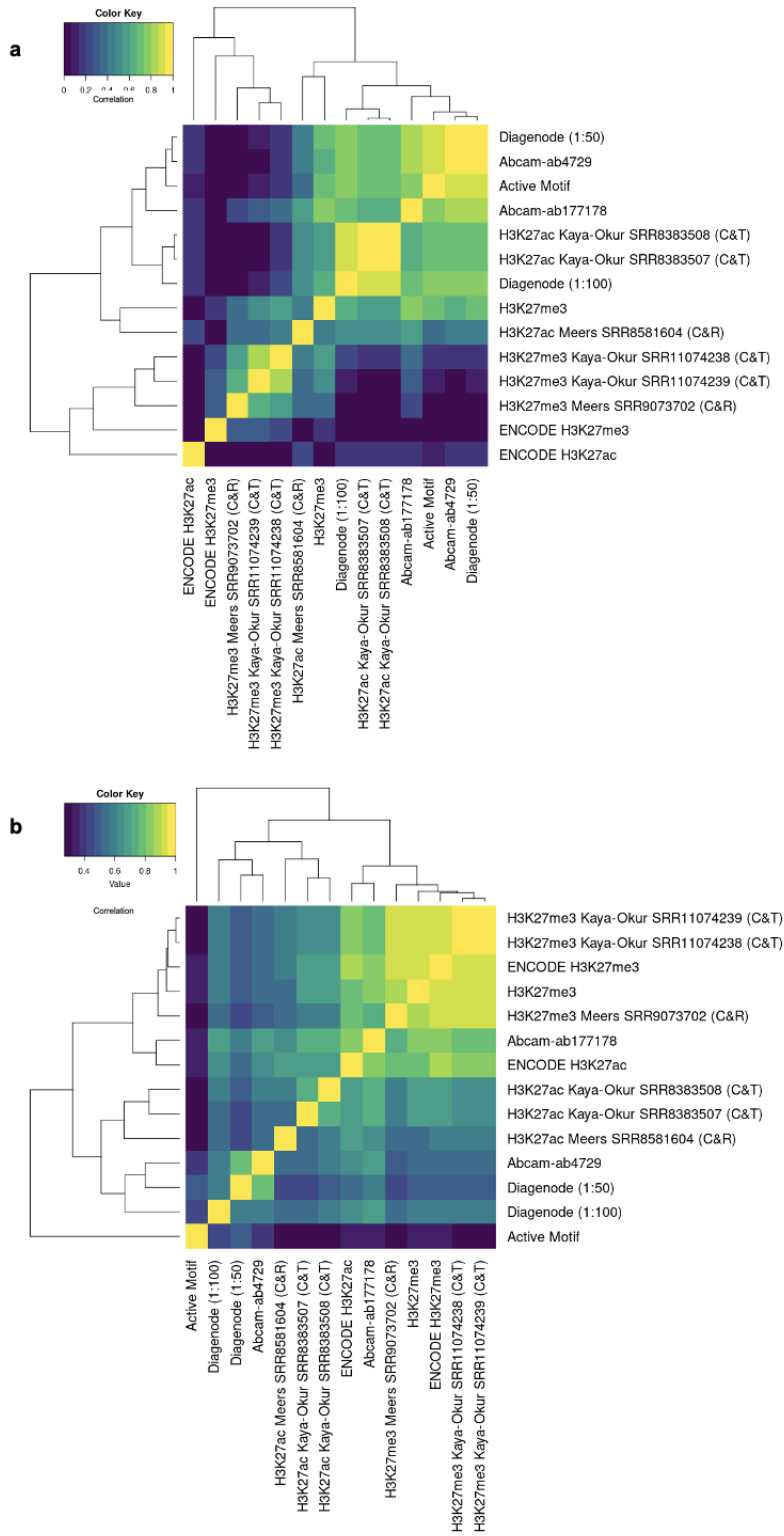 a
Color Key
0 0.2 0.4 0.6 0.8 1
Correlation
Diagenode (1:50)
Abcam-ab4729
Active Motif
Abcam-ab177178
H3K27ac Kaya-Okur SRR8383508 (C&T)
H3K27ac Kaya-Okur SRR8383507 (C&T)
Diagenode (1:100)
H3K27me3
H3K27ac Meers SRR8581604 (C&R)
H3K27me3 Kaya-Okur SRR11074238 (C&T)
H3K27me3 Kaya-Okur SRR11074239 (C&T)
H3K27me3 Meers SRR9073702 (C&R)
ENCODE H3K27me3
ENCODE H3K27ac
ENCODE H3K27ac
ENCODE H3K27me3
H3K27me3 Meers SRR9073702 (C&R)
H3K27me3 Kaya-Okur SRR11074239 (C&T)
H3K27me3 Kaya-Okur SRR11074238 (C&T)
H3K27ac Meers SRR8581604 (C&R)
H3K27me3
Diagenode (1:100)
H3K27ac Kaya-Okur SRR8383507 (C&T)
H3K27ac Kaya-Okur SRR8383508 (C&T)
Abcam-ab177178
Active Motif
Abcam-ab4729
Diagenode (1:50)
b
Color Key
0.4 0.6 0.8 1
Value
Correlation
H3K27me3 Kaya-Okur SRR11074239 (C&T)
H3K27me3 Kaya-Okur SRR11074238 (C&T)
ENCODE H3K27me3
H3K27me3
H3K27me3 Meers SRR9073702 (C&R)
Abcam-ab177178
ENCODE H3K27ac
H3K27ac Kaya-Okur SRR8383508 (C&T)
H3K27ac Kaya-Okur SRR8383507 (C&T)
H3K27ac Meers SRR8581604 (C&R)
Abcam-ab4729
Diagenode (1:50)
Diagenode (1:100)
Active Motif
Active Motif
Diagenode (1:100)
Diagenode (1:50)
Abcam-ab4729
H3K27ac Meers SRR8581604 (C&R)
H3K27ac Kaya-Okur SRR8383507 (C&T)
H3K27ac Kaya-Okur SRR8383508 (C&T)
ENCODE H3K27ac
Abcam-ab177178
H3K27me3 Meers SRR9073702 (C&R)
H3K27me3
ENCODE H3K27me3
H3K27me3 Kaya-Okur SRR11074238 (C&T)
H3K27me3 Kaya-Okur SRR11074239 (C&T)